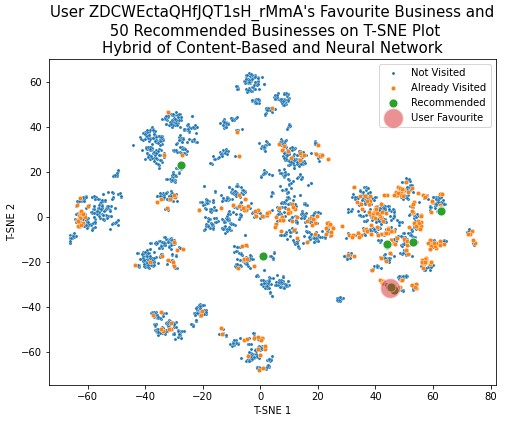 User ZDCWEctaQHfJQT1sH_rMmA's Favourite Business and
50 Recommended Businesses on T-SNE Plot
Hybrid of Content-Based and Neural Network
Not Visited
Already Visited
Recommended
User Favourite
60
40
20
0
−20
−40
−60
T-SNE 2
−60 −40 −20 0 20 40 60 80
T-SNE 1